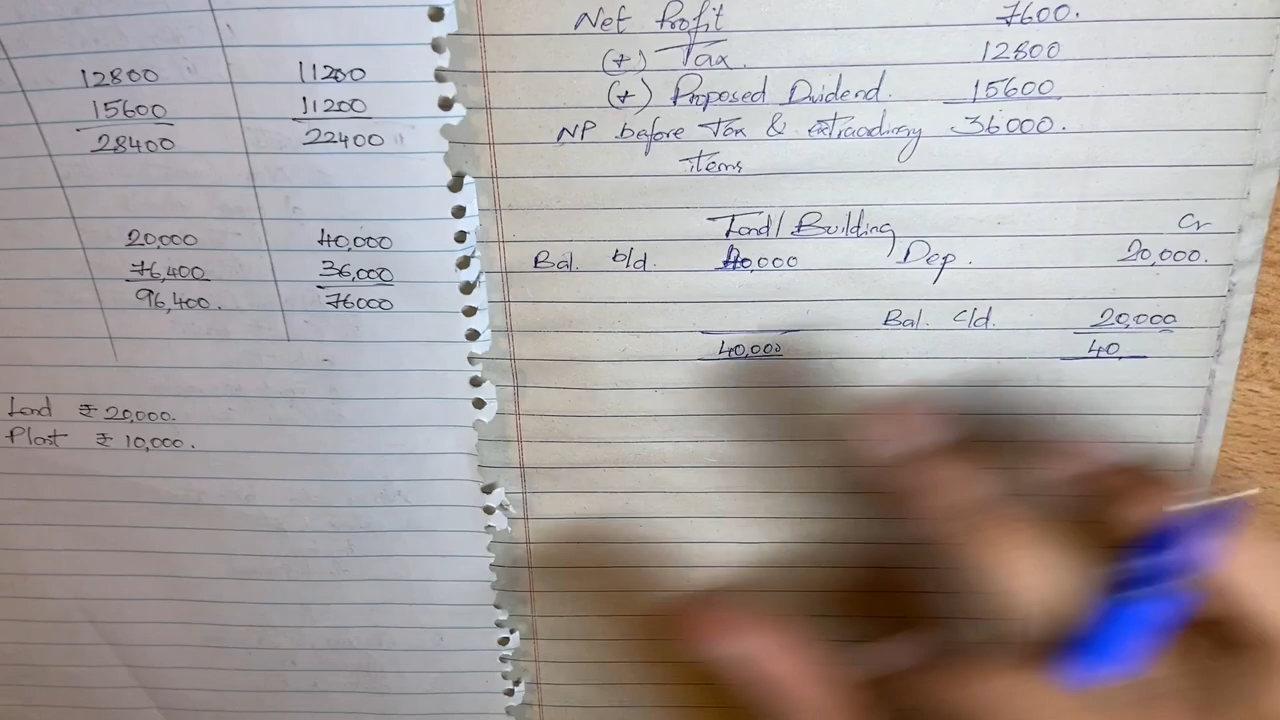 12800 11200
15600 11200
28400 22400
20,000 40,000
76,400 36,000
96,400. 76000
Land ₹ 20,000.
Plant ₹ 10,000.
Net Profit 7600.
(+) Tax. 12800
(+) Proposed Dividend. 15600
NP before Tax & extraordinary 36000.
items
Land/ Building Cr
Bal. b/d. 40,000 Dep. 20,000.
Bal. c/d. 20,000
40,000 40